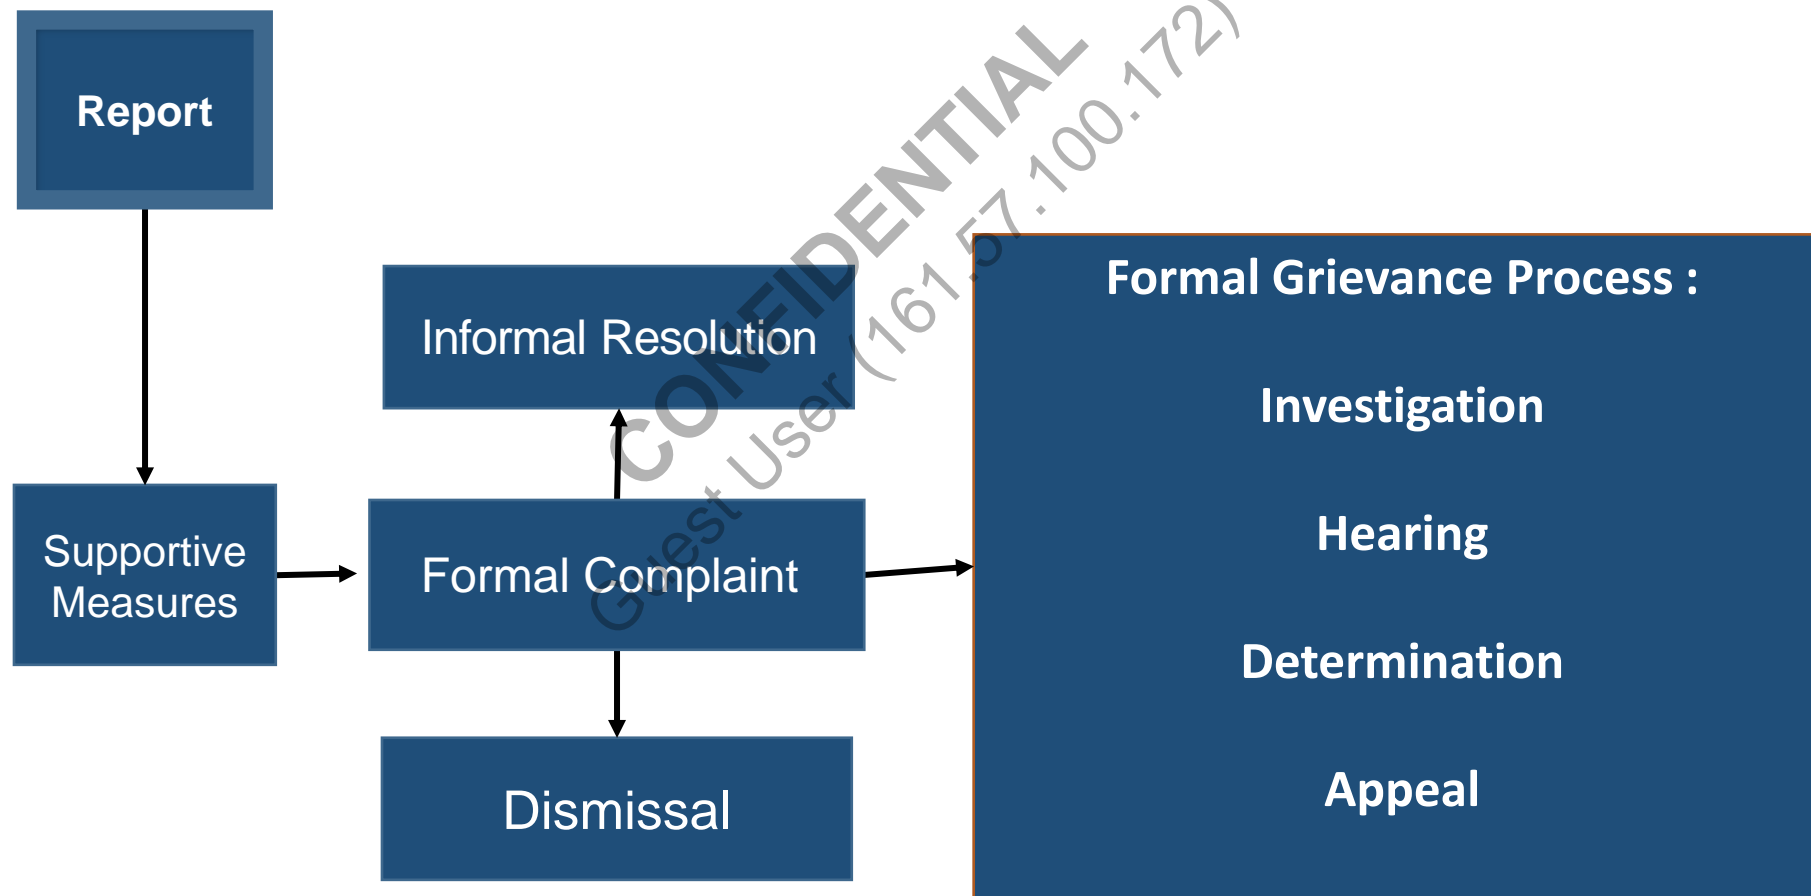 Report
CONFIDENTIAL
Guest User (161.57.100.172)
Informal Resolution
Supportive
Measures
Formal Complaint
Dismissal
Formal Grievance Process :
Investigation
Hearing
Determination
Appeal